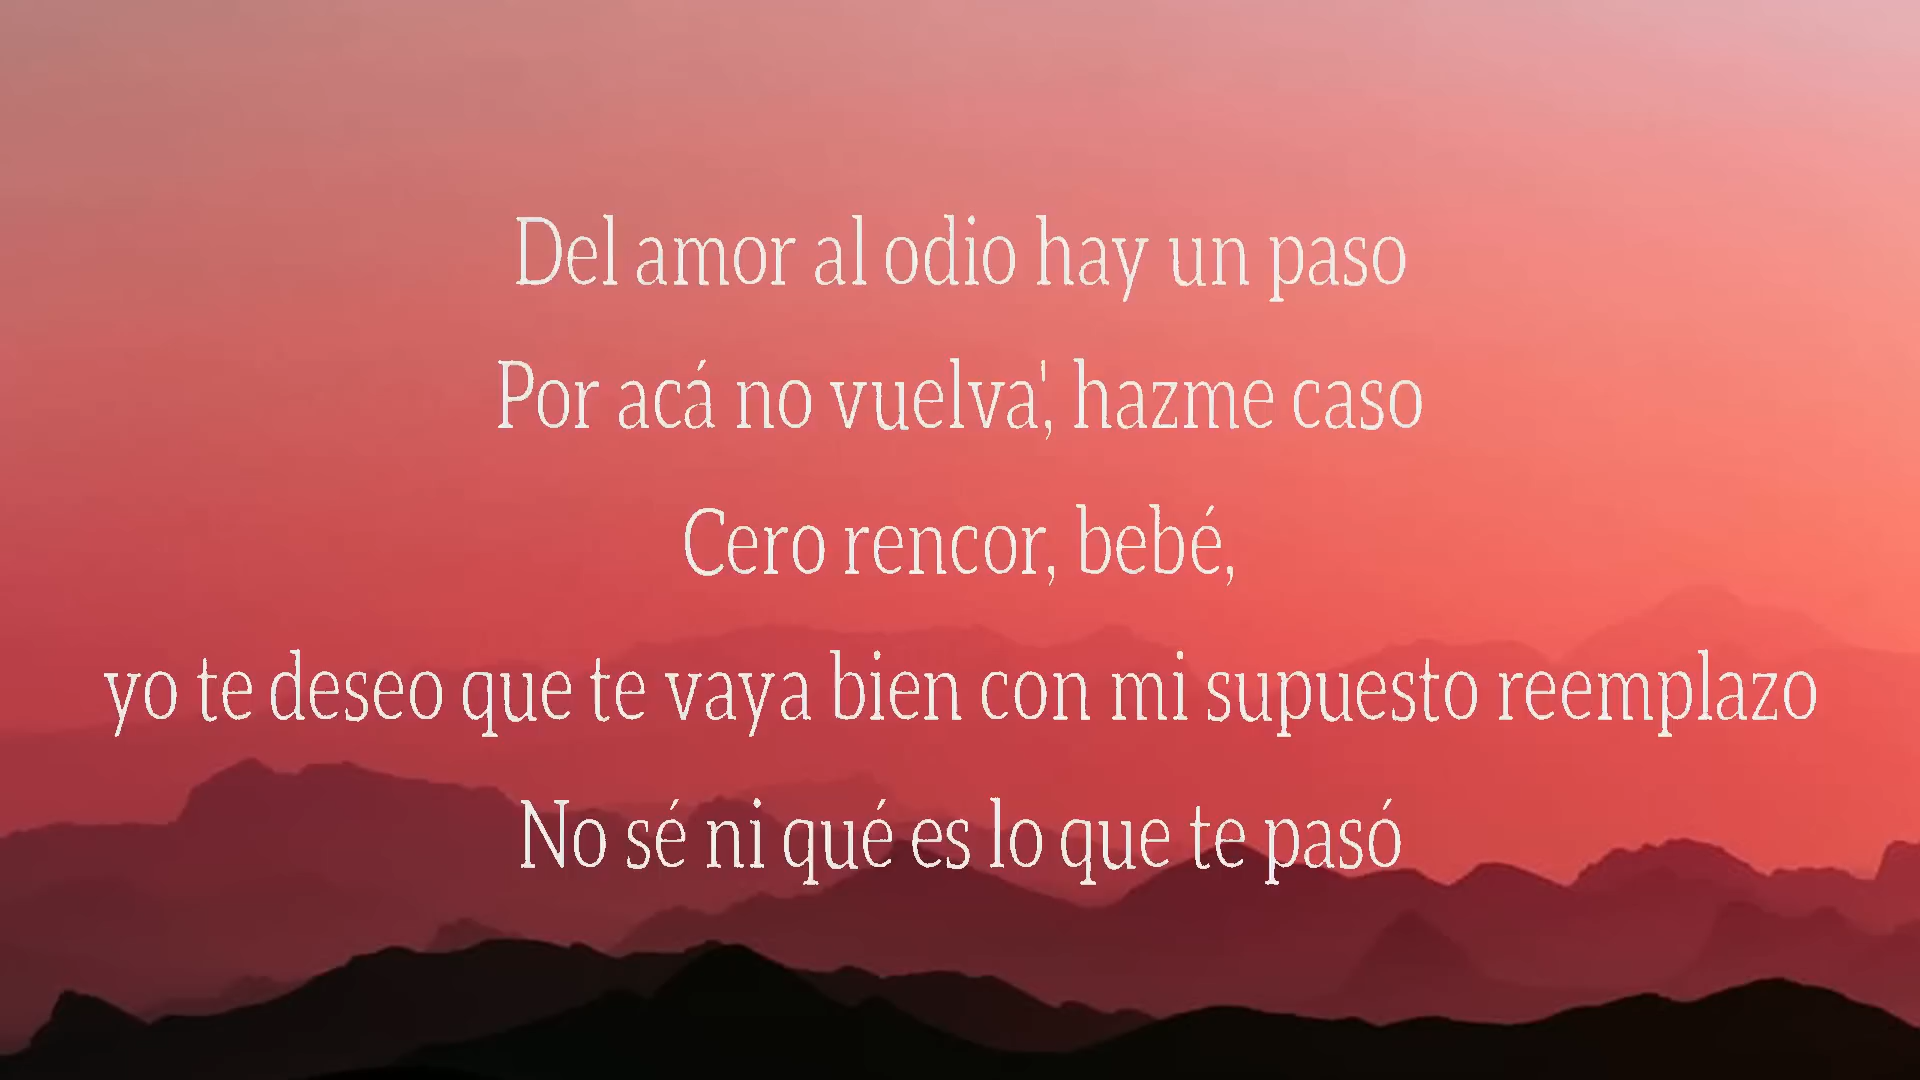 Del amor al odio hay un paso
Por acá no vuelva', hazme caso
Cero rencor, bebé,
yo te deseo que te vaya bien con mi supuesto reemplazo
No sé ni qué es lo que te pasó